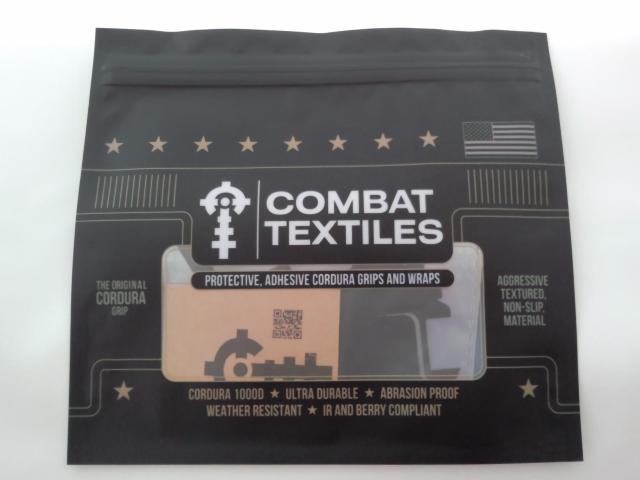 COMBAT
TEXTILES
PROTECTIVE, ADHESIVE CORDURA GRIPS AND WRAPS
THE ORIGINAL
CORDURA
GRIP
AGGRESSIVE
TEXTURED,
NON-SLIP,
MATERIAL
CORDURA 1000D ★ ULTRA DURABLE ★ ABRASION PROOF
WEATHER RESISTANT ★ IR AND BERRY COMPLIANT